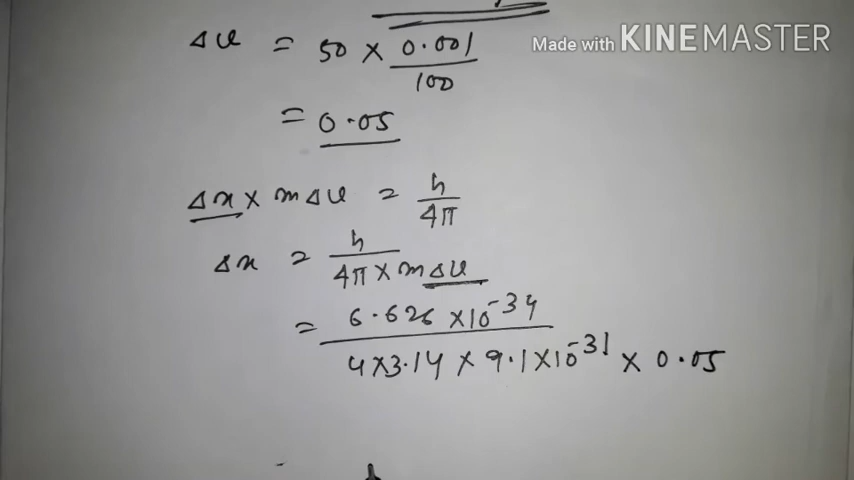 Made with KINEMASTER
Δu = 50 × 0.001
100
= 0.05
Δx × mΔu = h
4π
Δx = h
4π × mΔu
= 6.626 × 10⁻³⁴
4×3.14 × 9.1×10⁻³¹ × 0.05